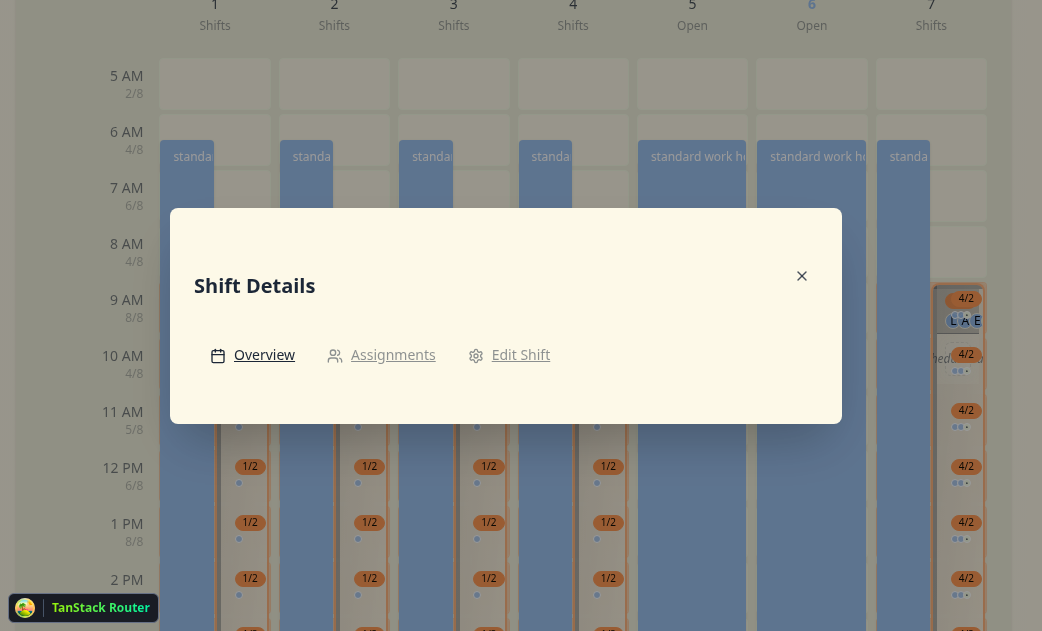 1 2 3 4 5 6 7
Shifts Shifts Shifts Shifts Open Open Shifts
5 AM
2/8
6 AM
4/8
standa standa standa standa standard work h standard work h standa
7 AM
6/8
8 AM
4/8
Shift Details
×
Overview Assignments Edit Shift
9 AM
8/8
4/2
L A E
10 AM
4/8
4/2
11 AM
5/8
4/2
12 PM
6/8
1/2 1/2 1/2 1/2 4/2
1 PM
8/8
1/2 1/2 1/2 1/2 4/2
2 PM
1/2 1/2 1/2 1/2 4/2
TanStack Router